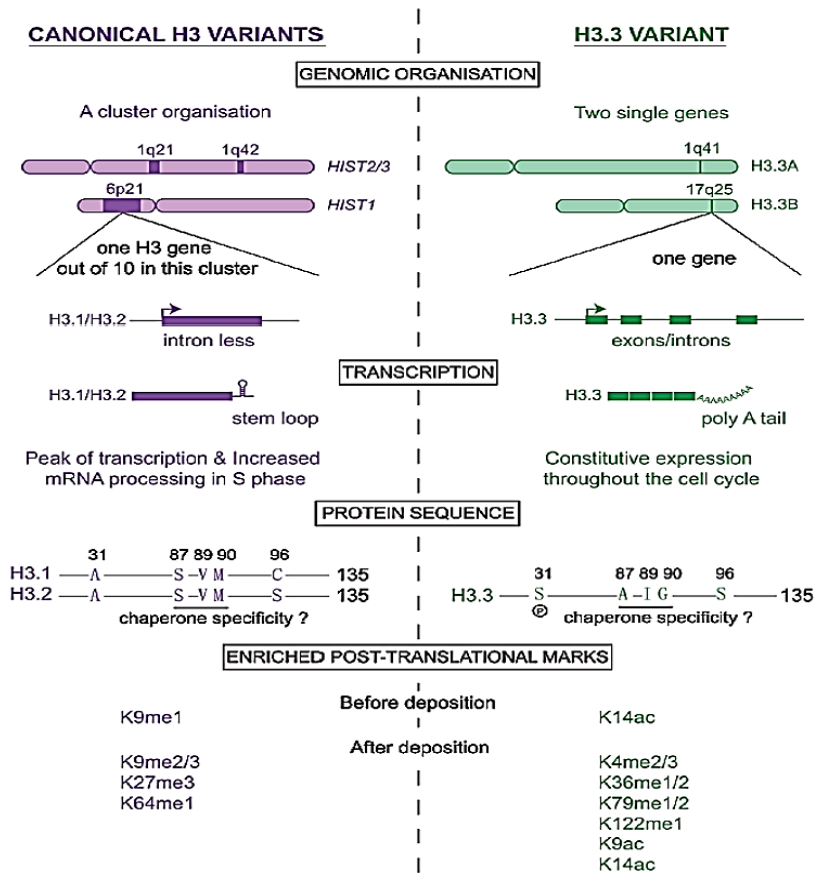 CANONICAL H3 VARIANTS
H3.3 VARIANT
GENOMIC ORGANISATION
A cluster organisation
Two single genes
1q21 1q42
HIST2/3
6p21
HIST1
1q41
H3.3A
17q25
H3.3B
one H3 gene
out of 10 in this cluster
one gene
H3.1/H3.2
intron less
H3.3
exons/introns
TRANSCRIPTION
H3.1/H3.2
stem loop
H3.3
poly A tail
Peak of transcription & Increased
mRNA processing in S phase
Constitutive expression
throughout the cell cycle
PROTEIN SEQUENCE
31 87 89 90 96
H3.1 A S V M C 135
H3.2 A S V M S 135
chaperone specificity ?
31 87 89 90 96
H3.3 S A I G S 135
P
chaperone specificity ?
ENRICHED POST-TRANSLATIONAL MARKS
Before deposition
K9me1
K14ac
After deposition
K9me2/3
K27me3
K64me1
K4me2/3
K36me1/2
K79me1/2
K122me1
K9ac
K14ac